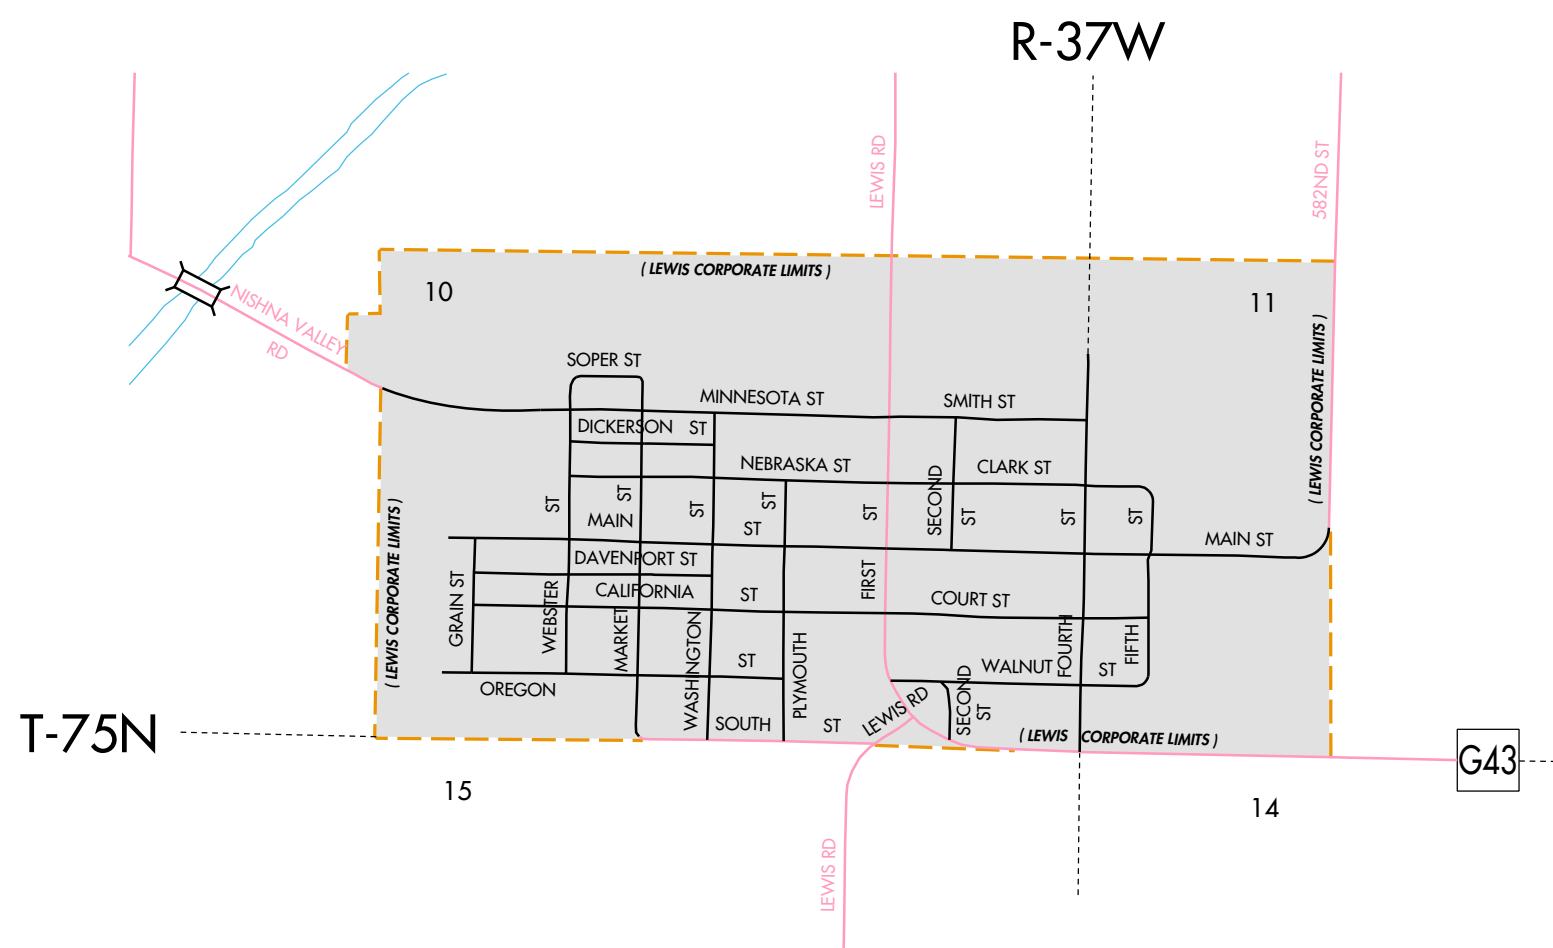 R-37W
LEWIS RD
582ND ST
( LEWIS CORPORATE LIMITS )
10
11
NISHNA VALLEY
RD
( LEWIS CORPORATE LIMITS )
SOPER ST
MINNESOTA ST
SMITH ST
DICKERSON ST
NEBRASKA ST
CLARK ST
ST
ST
ST
ST
ST
SECOND
ST
ST
ST
MAIN
ST
MAIN ST
( LEWIS CORPORATE LIMITS )
DAVENPORT ST
CALIFORNIA
ST
FIRST
COURT ST
GRAIN ST
WEBSTER
MARKET
WASHINGTON
PLYMOUTH
FOURTH
FIFTH
ST
WALNUT
ST
OREGON
SECOND
ST
LEWIS RD
SOUTH
ST
T-75N
( LEWIS CORPORATE LIMITS )
G43
15
14
LEWIS RD